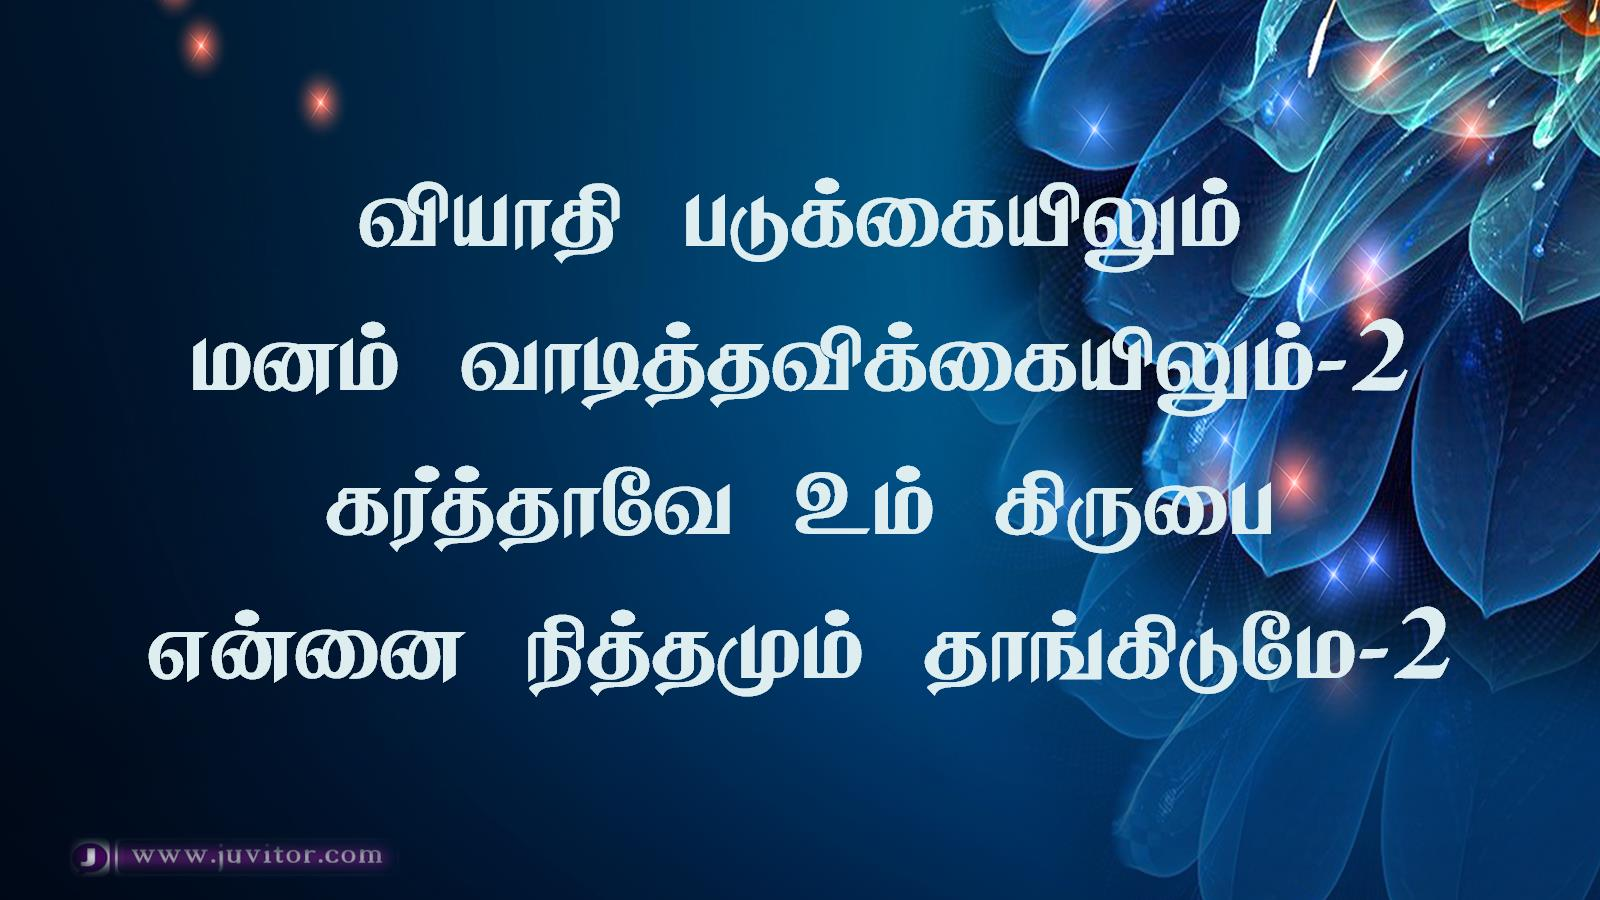 வியாதி படுக்கையிலும்
மனம் வாடித்தவிக்கையிலும்-2
கர்த்தாவே உம் கிருபை
என்னை நித்தமும் தாங்கிடுமே-2
J www.juvitor.com